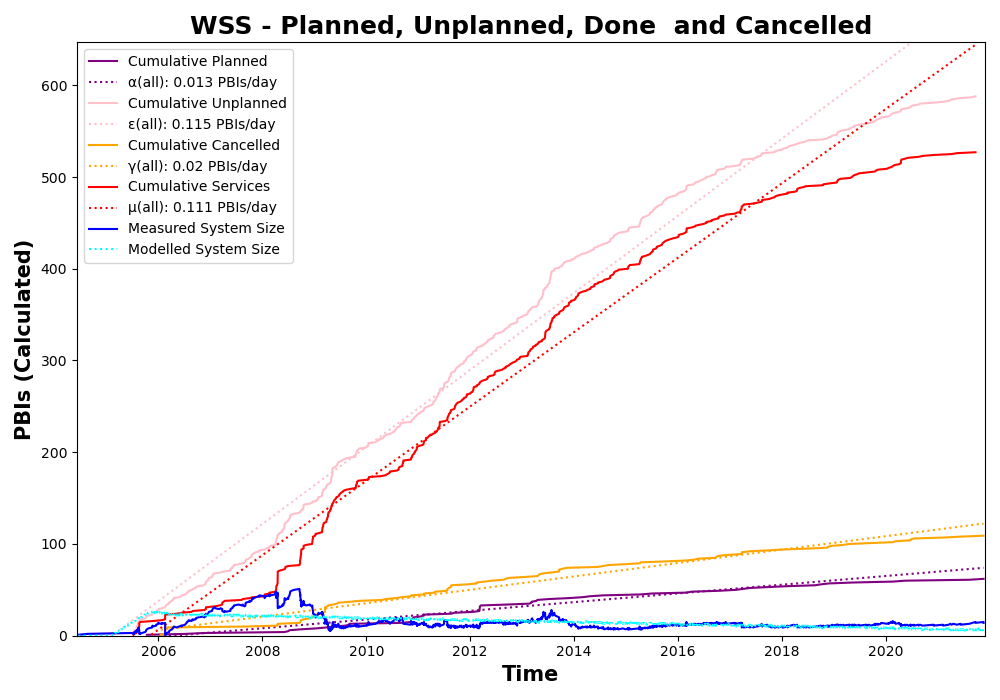 WSS - Planned, Unplanned, Done  and Cancelled
PBIs (Calculated)
600
500
400
300
200
100
0
Cumulative Planned
α(all): 0.013 PBIs/day
Cumulative Unplanned
ε(all): 0.115 PBIs/day
Cumulative Cancelled
γ(all): 0.02 PBIs/day
Cumulative Services
μ(all): 0.111 PBIs/day
Measured System Size
Modelled System Size
2006 2008 2010 2012 2014 2016 2018 2020
Time